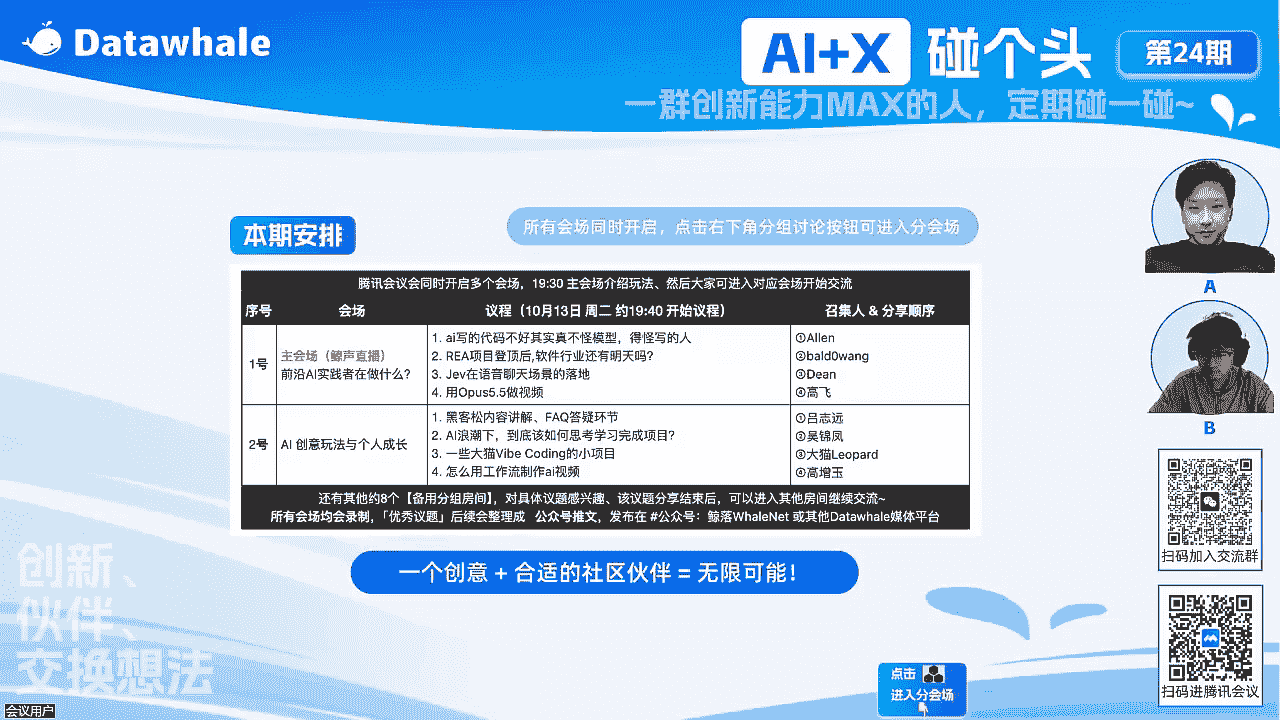 Datawhale
AI+X 碰个头 第24期
一群创新能力MAX的人，定期碰一碰~
本期安排
所有会场同时开启，点击右下角分组讨论按钮可进入分会场
腾讯会议会同时开启多个会场，19:30 主会场介绍玩法、然后大家可进入对应会场开始交流
序号 会场 议程（10月13日 周二 约19:40 开始议程） 召集人 & 分享顺序
1号
主会场（鲸声直播）
前沿AI实践者在做什么？
1. ai写的代码不好其实真不怪模型，得怪写的人
2. REA项目登顶后,软件行业还有明天吗?
3. Jev在语音聊天场景的落地
4. 用Opus5.5做视频
①Allen
②bald0wang
③Dean
④高飞
2号
AI 创意玩法与个人成长
1. 黑客松内容讲解、FAQ答疑环节
2. AI浪潮下，到底该如何思考学习完成项目?
3. 一些大猫Vibe Coding的小项目
4. 怎么用工作流制作ai视频
①吕志远
②吴锦凤
③大猫Leopard
④高增玉
还有其他约8个【备用分组房间】，对具体议题感兴趣、该议题分享结束后，可以进入其他房间继续交流~
所有会场均会录制，「优秀议题」后续会整理成 公众号推文，发布在 #公众号：鲸落WhaleNet 或其他Datawhale媒体平台
一个创意 + 合适的社区伙伴 = 无限可能！
A
B
扫码加入交流群
扫码进腾讯会议
创新、
伙伴、
交换想法
点击
进入分会场
会议用户